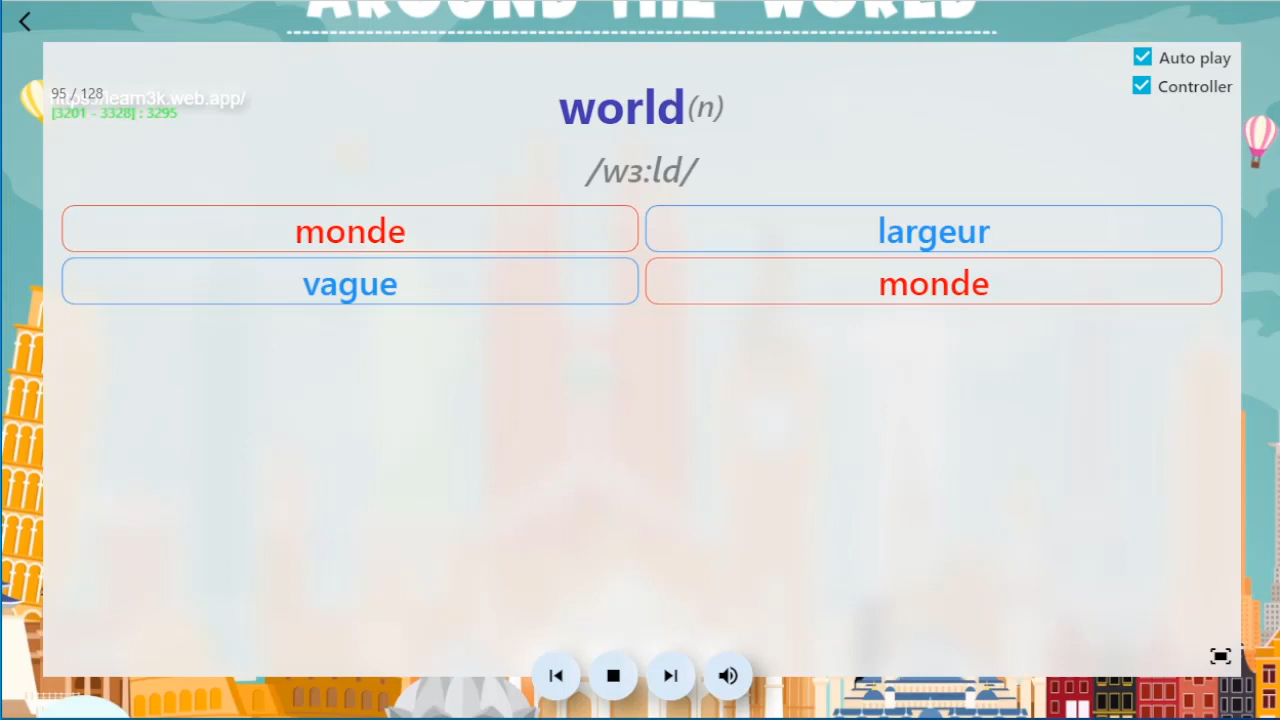 AROUND THE WORLD
Auto play
95 / 128
https://learn3k.web.app/
Controller
[3201 - 3328] : 3295
world(n)
/wɜ:ld/
monde
largeur
vague
monde